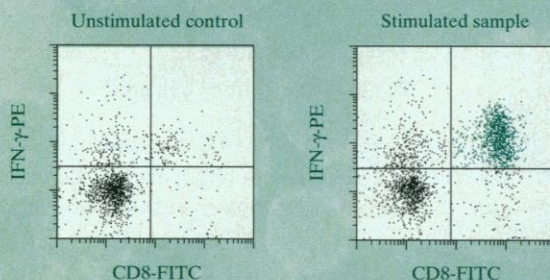 Unstimulated control
IFN-γ-PE
CD8-FITC
Stimulated sample
IFN-γ-PE
CD8-FITC